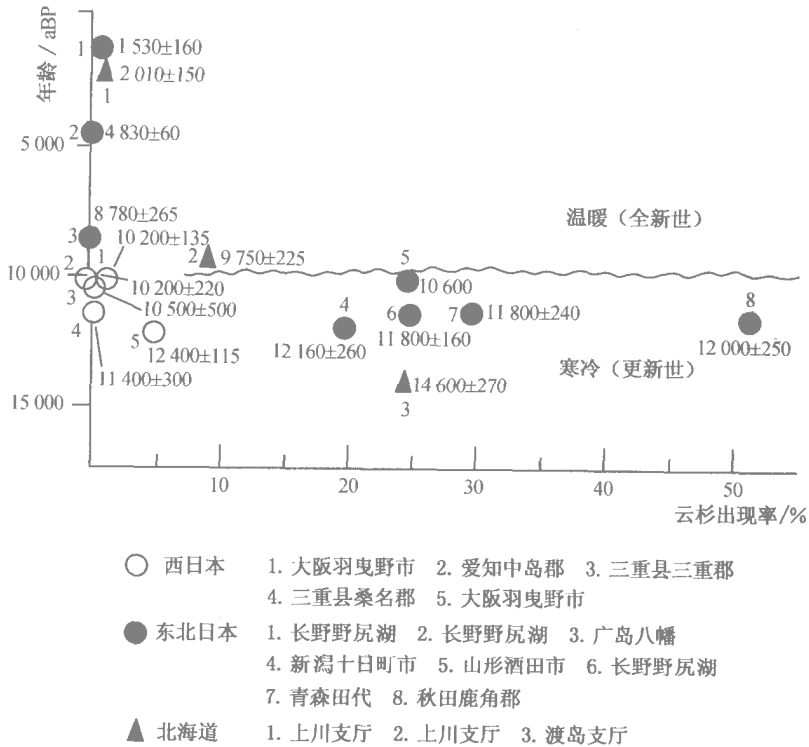 年龄 / aBP
1 1 530±160
2 010±150
1
2 4 830±60
5 000
8 780±265
3 10 200±135
温暖（全新世）
2 1 2 9 750±225 5
10 000
10 200±220 10 600
3 10 500±500
4 6 7 11 800±240 8
4 5 12 400±115 12 160±260 11 800±160 12 000±250
11 400±300
寒冷（更新世）
14 600±270
15 000 3
10 20 30 40 50
云杉出现率/%
西日本 1. 大阪羽曳野市 2. 爱知中岛郡 3. 三重县三重郡
4. 三重县桑名郡 5. 大阪羽曳野市
东北日本 1. 长野野尻湖 2. 长野野尻湖 3. 广岛八幡
4. 新潟十日町市 5. 山形酒田市 6. 长野野尻湖
7. 青森田代 8. 秋田鹿角郡
北海道 1. 上川支厅 2. 上川支厅 3. 渡岛支厅